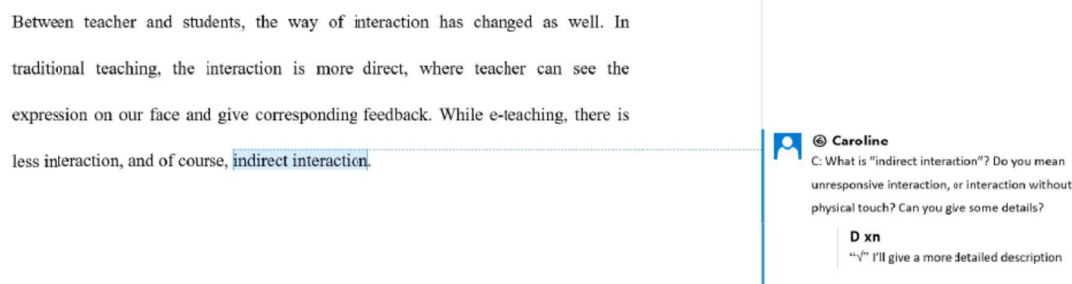 Between teacher and students, the way of interaction has changed as well. In
traditional teaching, the interaction is more direct, where teacher can see the
expression on our face and give corresponding feedback. While e-teaching, there is
less interaction, and of course, indirect interaction.
⑥ Caroline
C: What is “indirect interaction”? Do you mean
unresponsive interaction, or interaction without
physical touch? Can you give some details?
D xn
“√” I’ll give a more detailed description